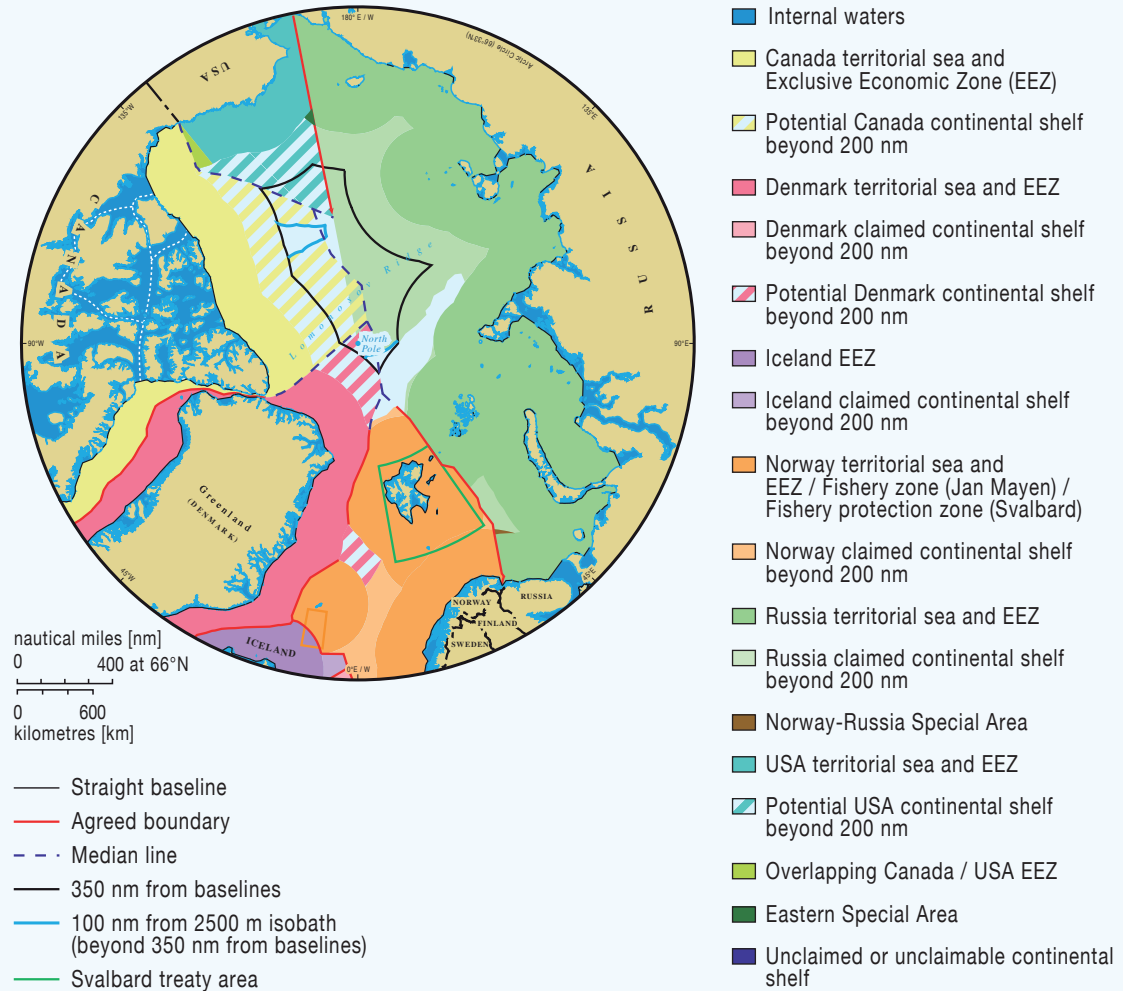 180° E / W
Arctic Circle (66°33'N)
USA
135°W
135°E
RUSSIA
CANADA
Lomonosov Ridge
North
Pole
90°W
90°E
Greenland
(DENMARK)
45°W
45°E
NORWAY
RUSSIA
FINLAND
SWEDEN
ICELAND
0°E / W
nautical miles [nm]
0 400 at 66°N
0 600
kilometres [km]
Straight baseline
Agreed boundary
Median line
350 nm from baselines
100 nm from 2500 m isobath
(beyond 350 nm from baselines)
Svalbard treaty area
Internal waters
Canada territorial sea and
Exclusive Economic Zone (EEZ)
Potential Canada continental shelf
beyond 200 nm
Denmark territorial sea and EEZ
Denmark claimed continental shelf
beyond 200 nm
Potential Denmark continental shelf
beyond 200 nm
Iceland EEZ
Iceland claimed continental shelf
beyond 200 nm
Norway territorial sea and
EEZ / Fishery zone (Jan Mayen) /
Fishery protection zone (Svalbard)
Norway claimed continental shelf
beyond 200 nm
Russia territorial sea and EEZ
Russia claimed continental shelf
beyond 200 nm
Norway-Russia Special Area
USA territorial sea and EEZ
Potential USA continental shelf
beyond 200 nm
Overlapping Canada / USA EEZ
Eastern Special Area
Unclaimed or unclaimable continental
shelf